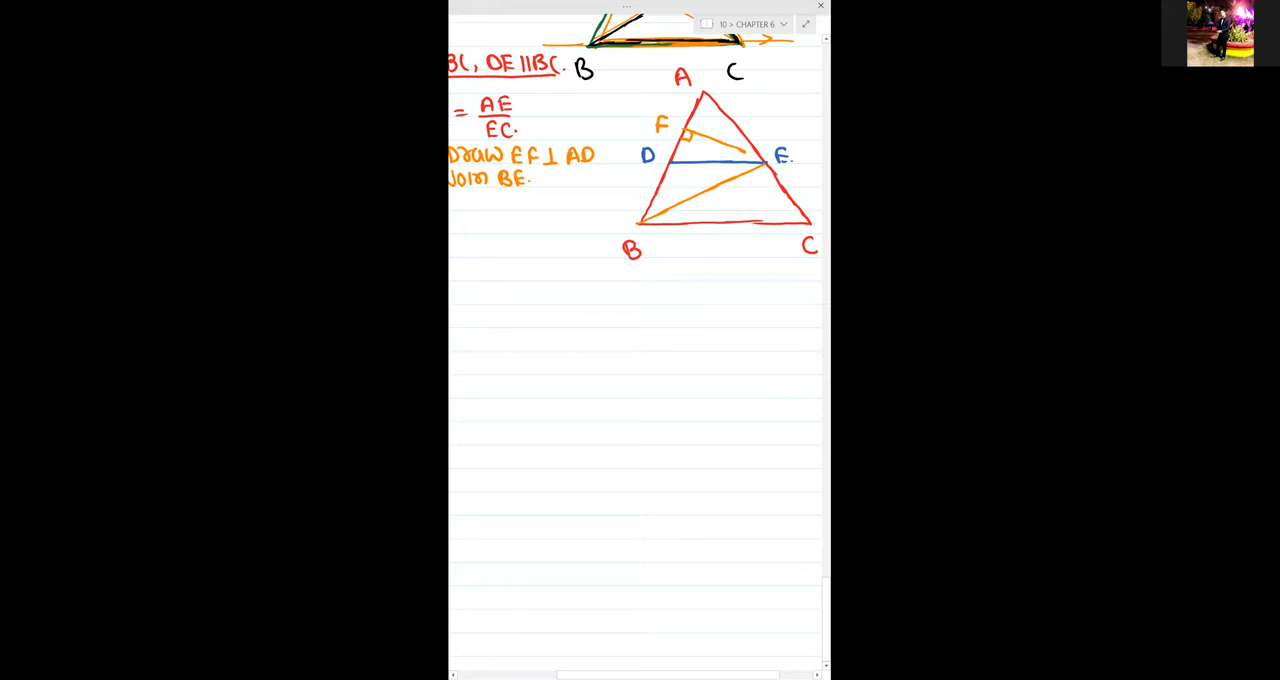 10 > CHAPTER 6
B C
BC, DE || BC.
= AE
EC.
Draw EF ⊥ AD
Join BE.
A
F
D E.
B C